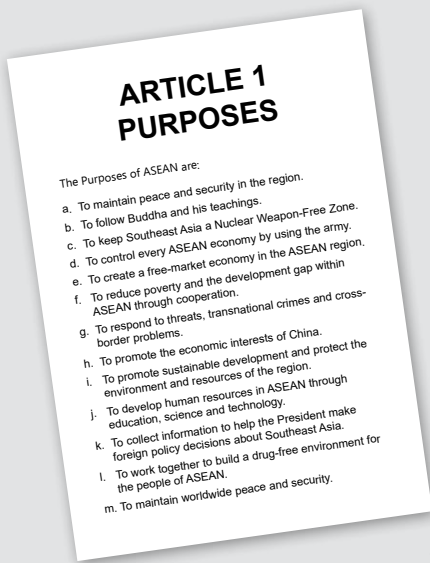 ARTICLE 1
PURPOSES
The Purposes of ASEAN are:
a. To maintain peace and security in the region.
b. To follow Buddha and his teachings.
c. To keep Southeast Asia a Nuclear Weapon-Free Zone.
d. To control every ASEAN economy by using the army.
e. To create a free-market economy in the ASEAN region.
f. To reduce poverty and the development gap within
ASEAN through cooperation.
g. To respond to threats, transnational crimes and cross-
border problems.
h. To promote the economic interests of China.
i. To promote sustainable development and protect the
environment and resources of the region.
j. To develop human resources in ASEAN through
education, science and technology.
k. To collect information to help the President make
foreign policy decisions about Southeast Asia.
l. To work together to build a drug-free environment for
the people of ASEAN.
m. To maintain worldwide peace and security.